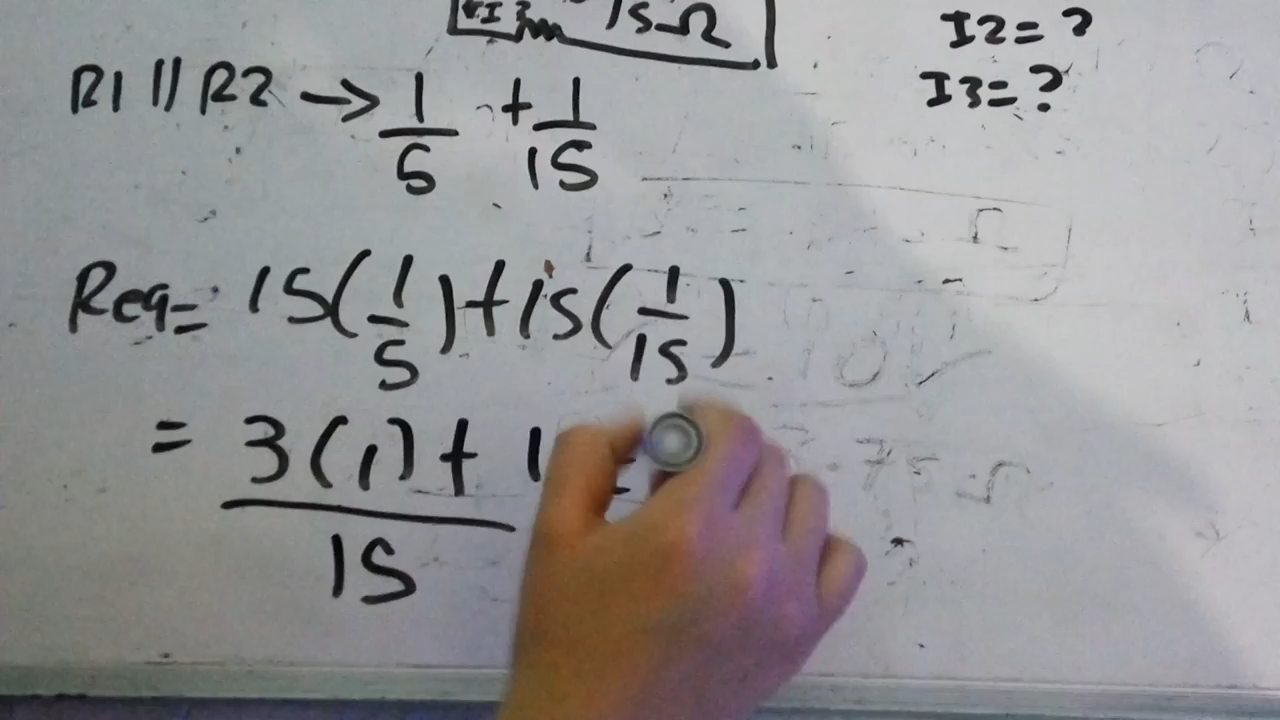 15 Ω
I2 = ?
I3 = ?
R1 || R2 → 1/5 + 1/15
Req = 15(1/5) + 15(1/15)
= 3(1) + 1 =
15